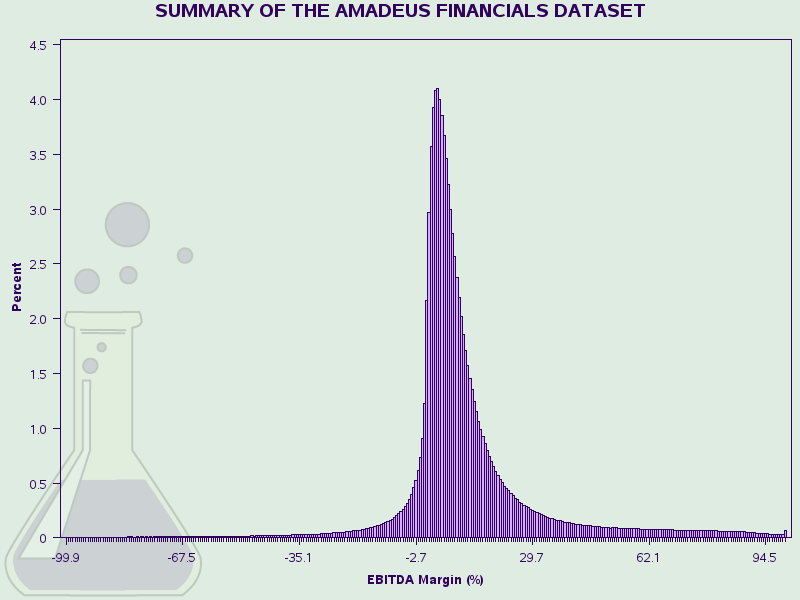 SUMMARY OF THE AMADEUS FINANCIALS DATASET
4.5
4.0
3.5
3.0
2.5
2.0
1.5
1.0
0.5
0
Percent
-99.9 -67.5 -35.1 -2.7 29.7 62.1 94.5
EBITDA Margin (%)